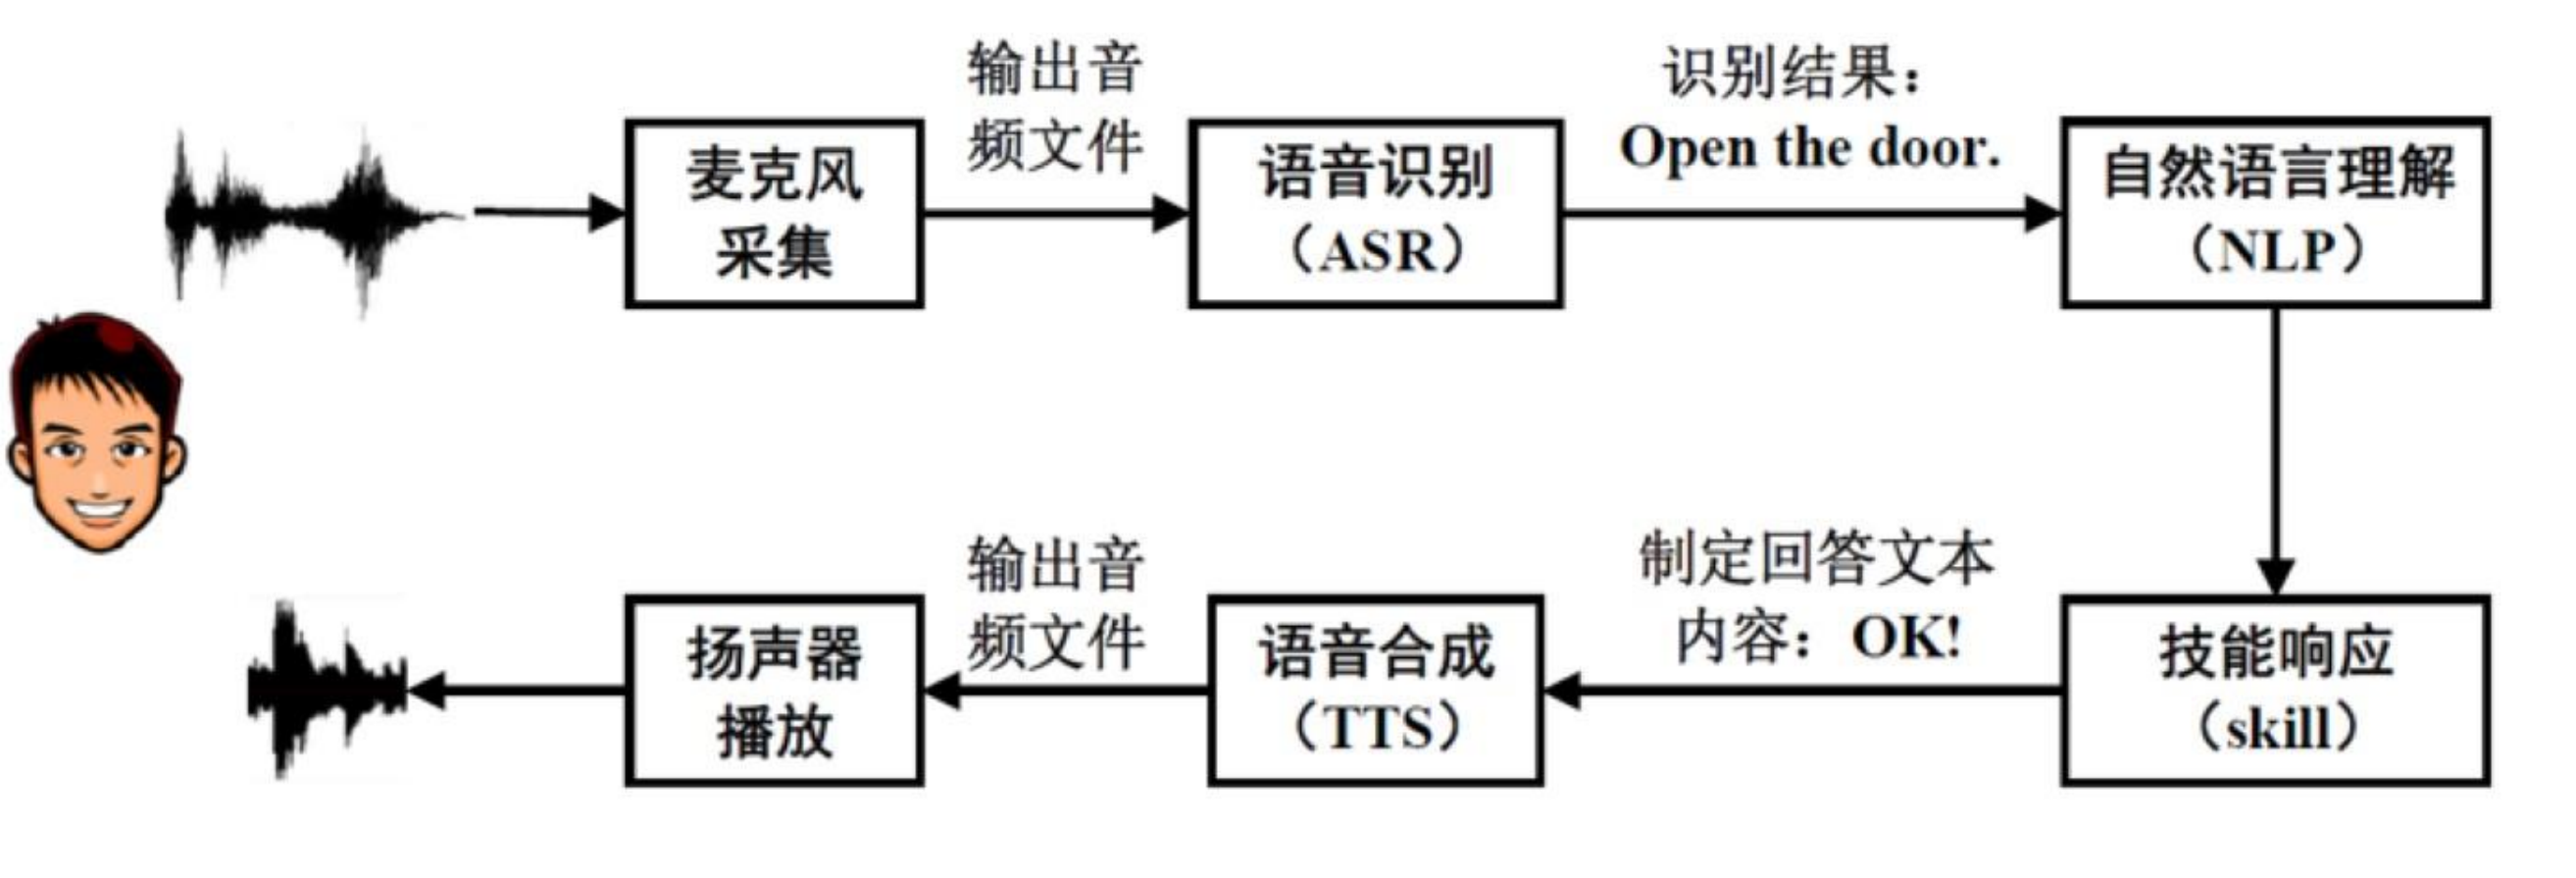 麦克风
采集
输出音
频文件
语音识别
（ASR）
识别结果：
Open the door.
自然语言理解
（NLP）
技能响应
（skill）
制定回答文本
内容：OK!
语音合成
（TTS）
输出音
频文件
扬声器
播放